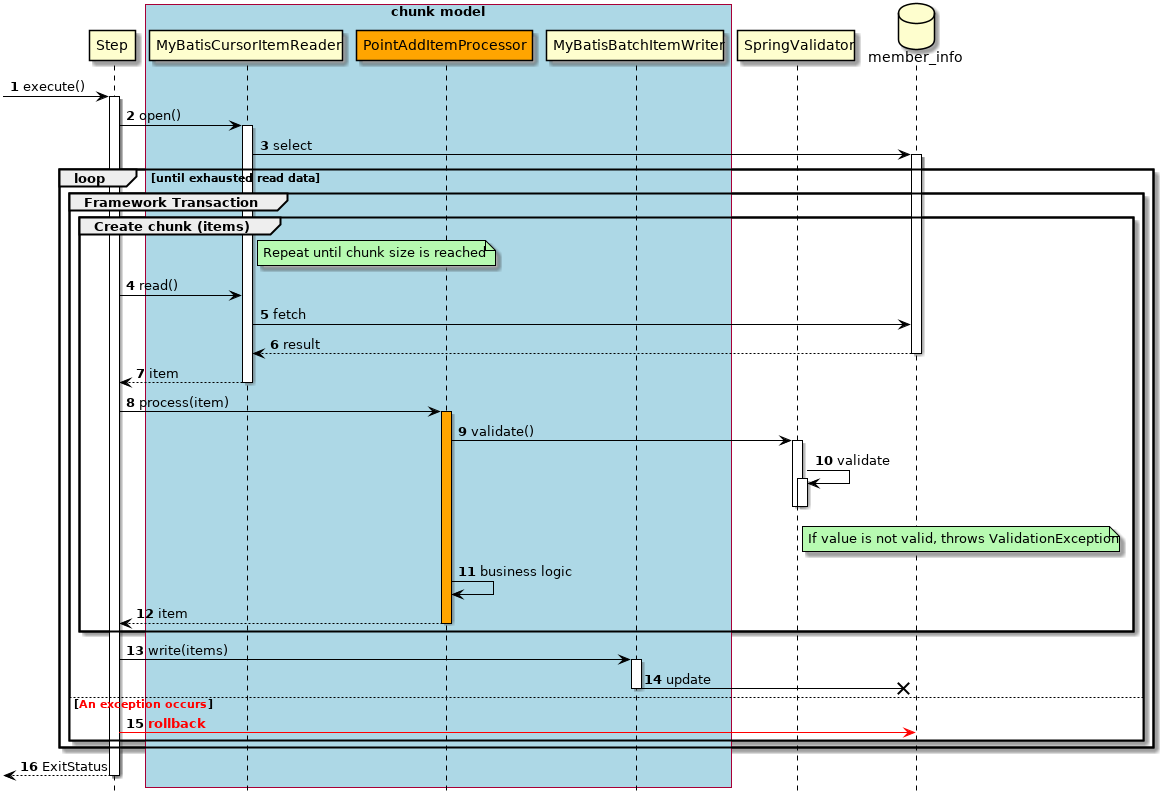 chunk model
Step
MyBatisCursorItemReader
PointAddItemProcessor
MyBatisBatchItemWriter
SpringValidator
member_info
1 execute()
2 open()
3 select
loop [until exhausted read data]
Framework Transaction
Create chunk (items)
Repeat until chunk size is reached
4 read()
5 fetch
6 result
7 item
8 process(item)
9 validate()
10 validate
If value is not valid, throws ValidationException
11 business logic
12 item
13 write(items)
14 update
[An exception occurs]
15 rollback
16 ExitStatus